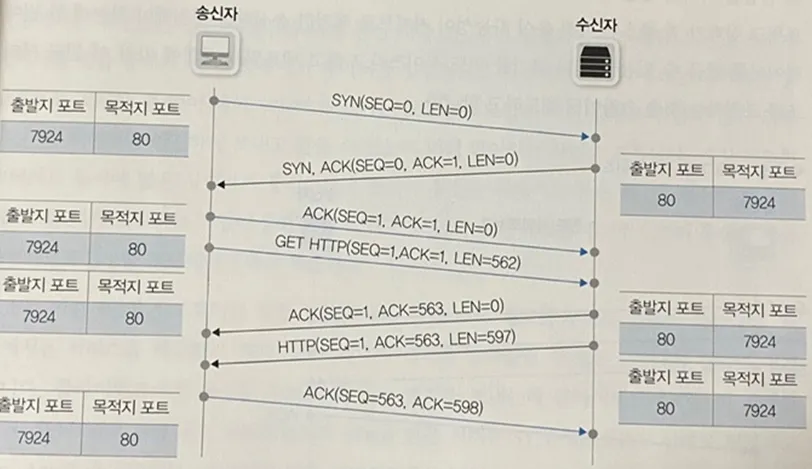 송신자
수신자
SYN(SEQ=0, LEN=0)
출발지 포트 목적지 포트
7924 80
SYN, ACK(SEQ=0, ACK=1, LEN=0)
출발지 포트 목적지 포트
80 7924
ACK(SEQ=1, ACK=1, LEN=0)
출발지 포트 목적지 포트
7924 80
GET HTTP(SEQ=1,ACK=1, LEN=562)
출발지 포트 목적지 포트
7924 80
ACK(SEQ=1, ACK=563, LEN=0)
출발지 포트 목적지 포트
80 7924
HTTP(SEQ=1, ACK=563, LEN=597)
출발지 포트 목적지 포트
80 7924
ACK(SEQ=563, ACK=598)
출발지 포트 목적지 포트
7924 80